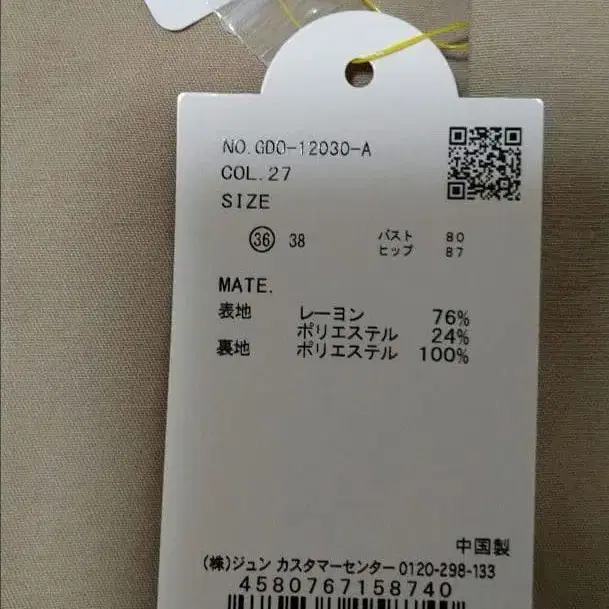 NO.GDO-12030-A
COL.27
SIZE
36 38 バスト 80
ヒップ 87
MATE.
表地 レーヨン 76%
ポリエステル 24%
裏地 ポリエステル 100%
中国製
(株)ジュン カスタマーセンター 0120-298-133
4580767158740